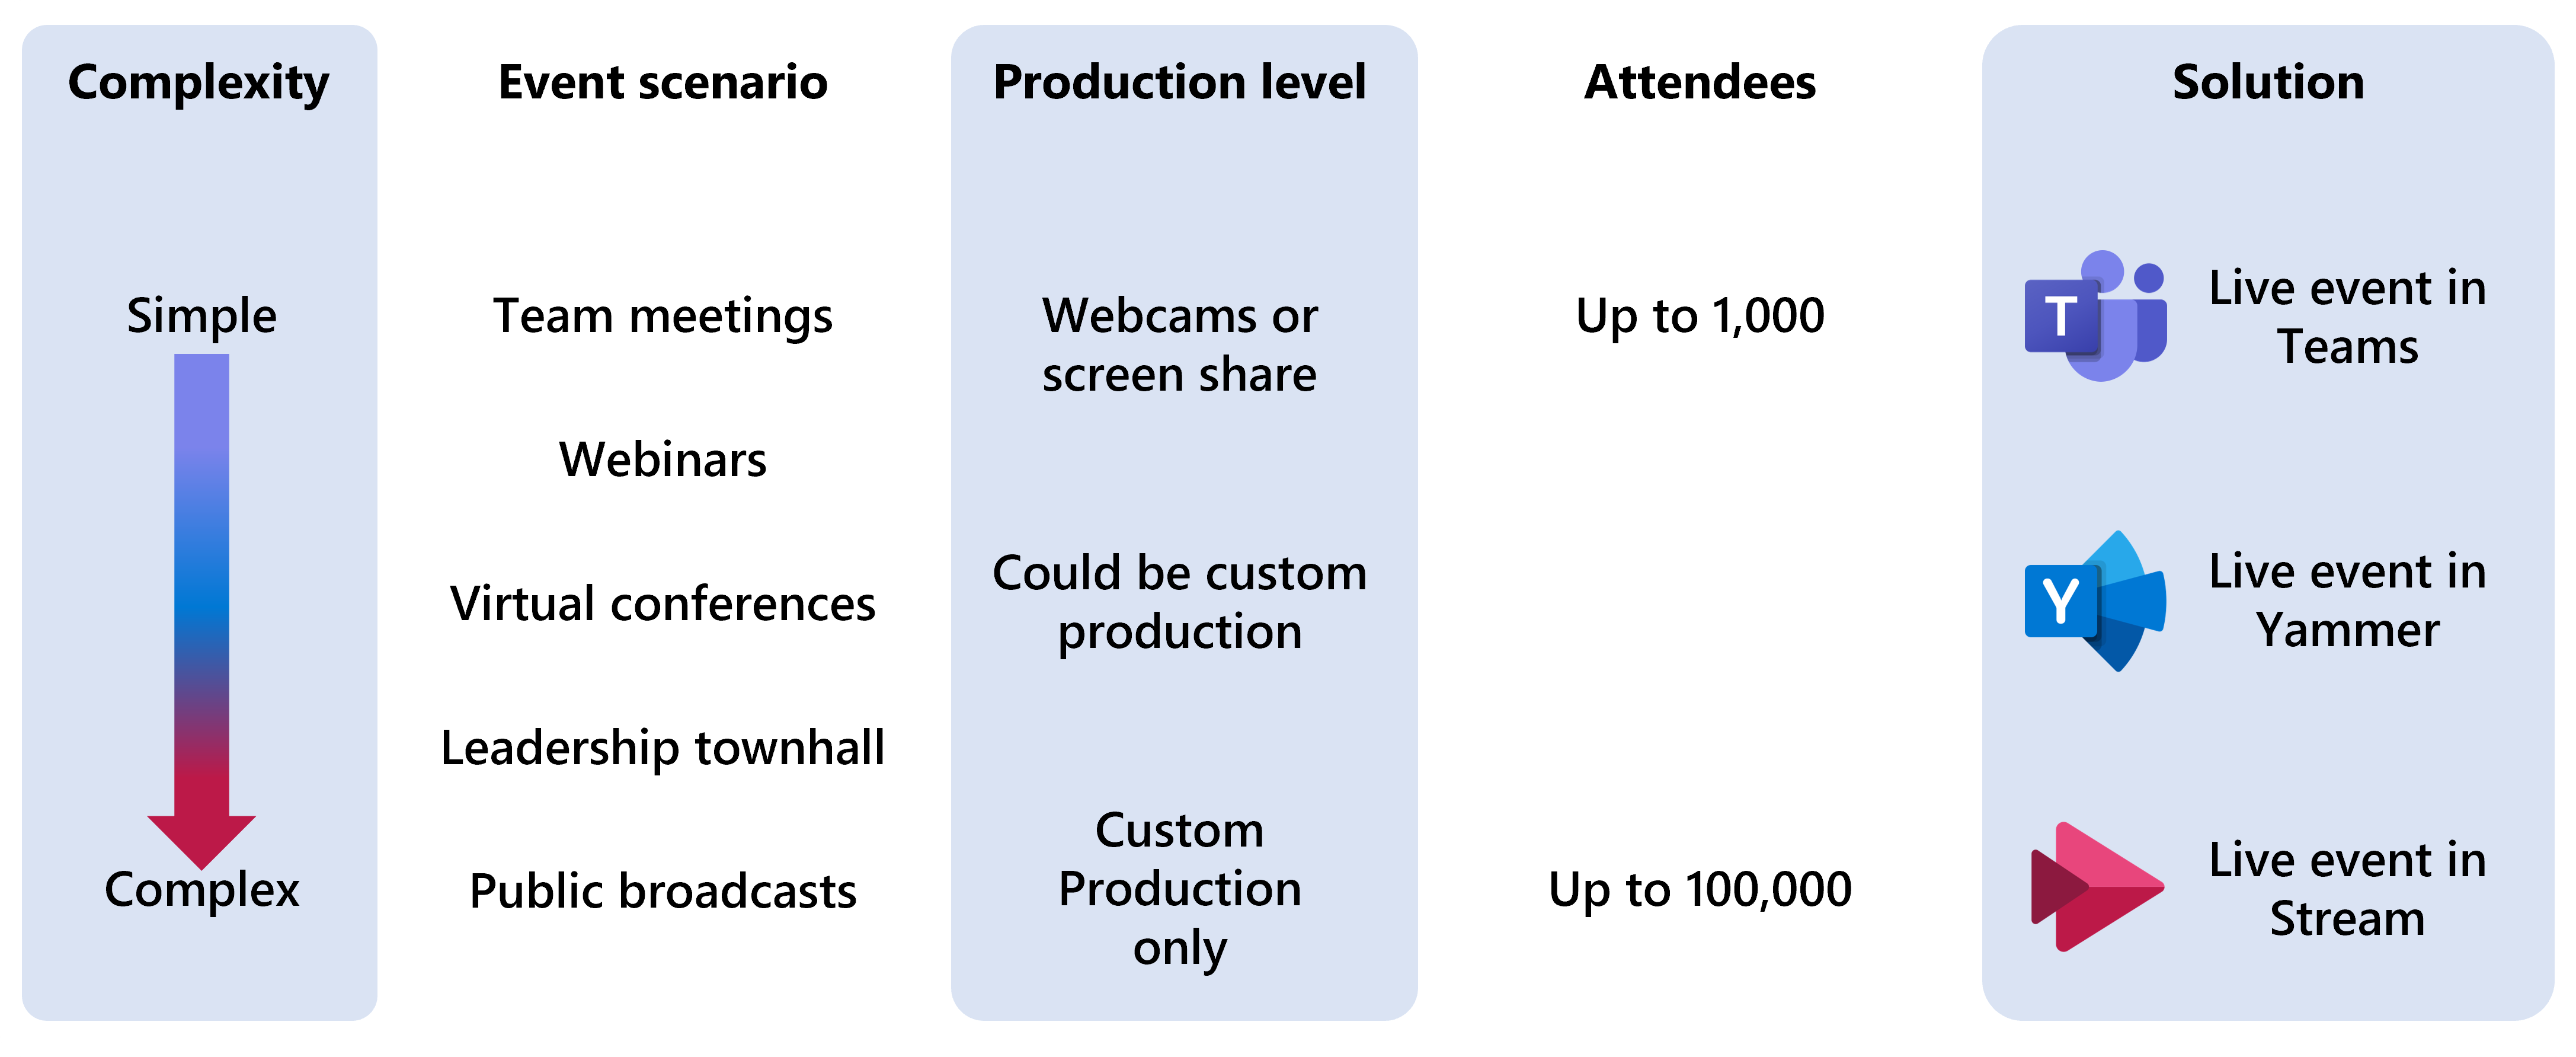 Complexity
Event scenario
Production level
Attendees
Solution
Simple
Team meetings
Webcams or
screen share
Up to 1,000
T
Live event in
Teams
Webinars
Virtual conferences
Could be custom
production
Y
Live event in
Yammer
Leadership townhall
Complex
Public broadcasts
Custom
Production
only
Up to 100,000
Live event in
Stream